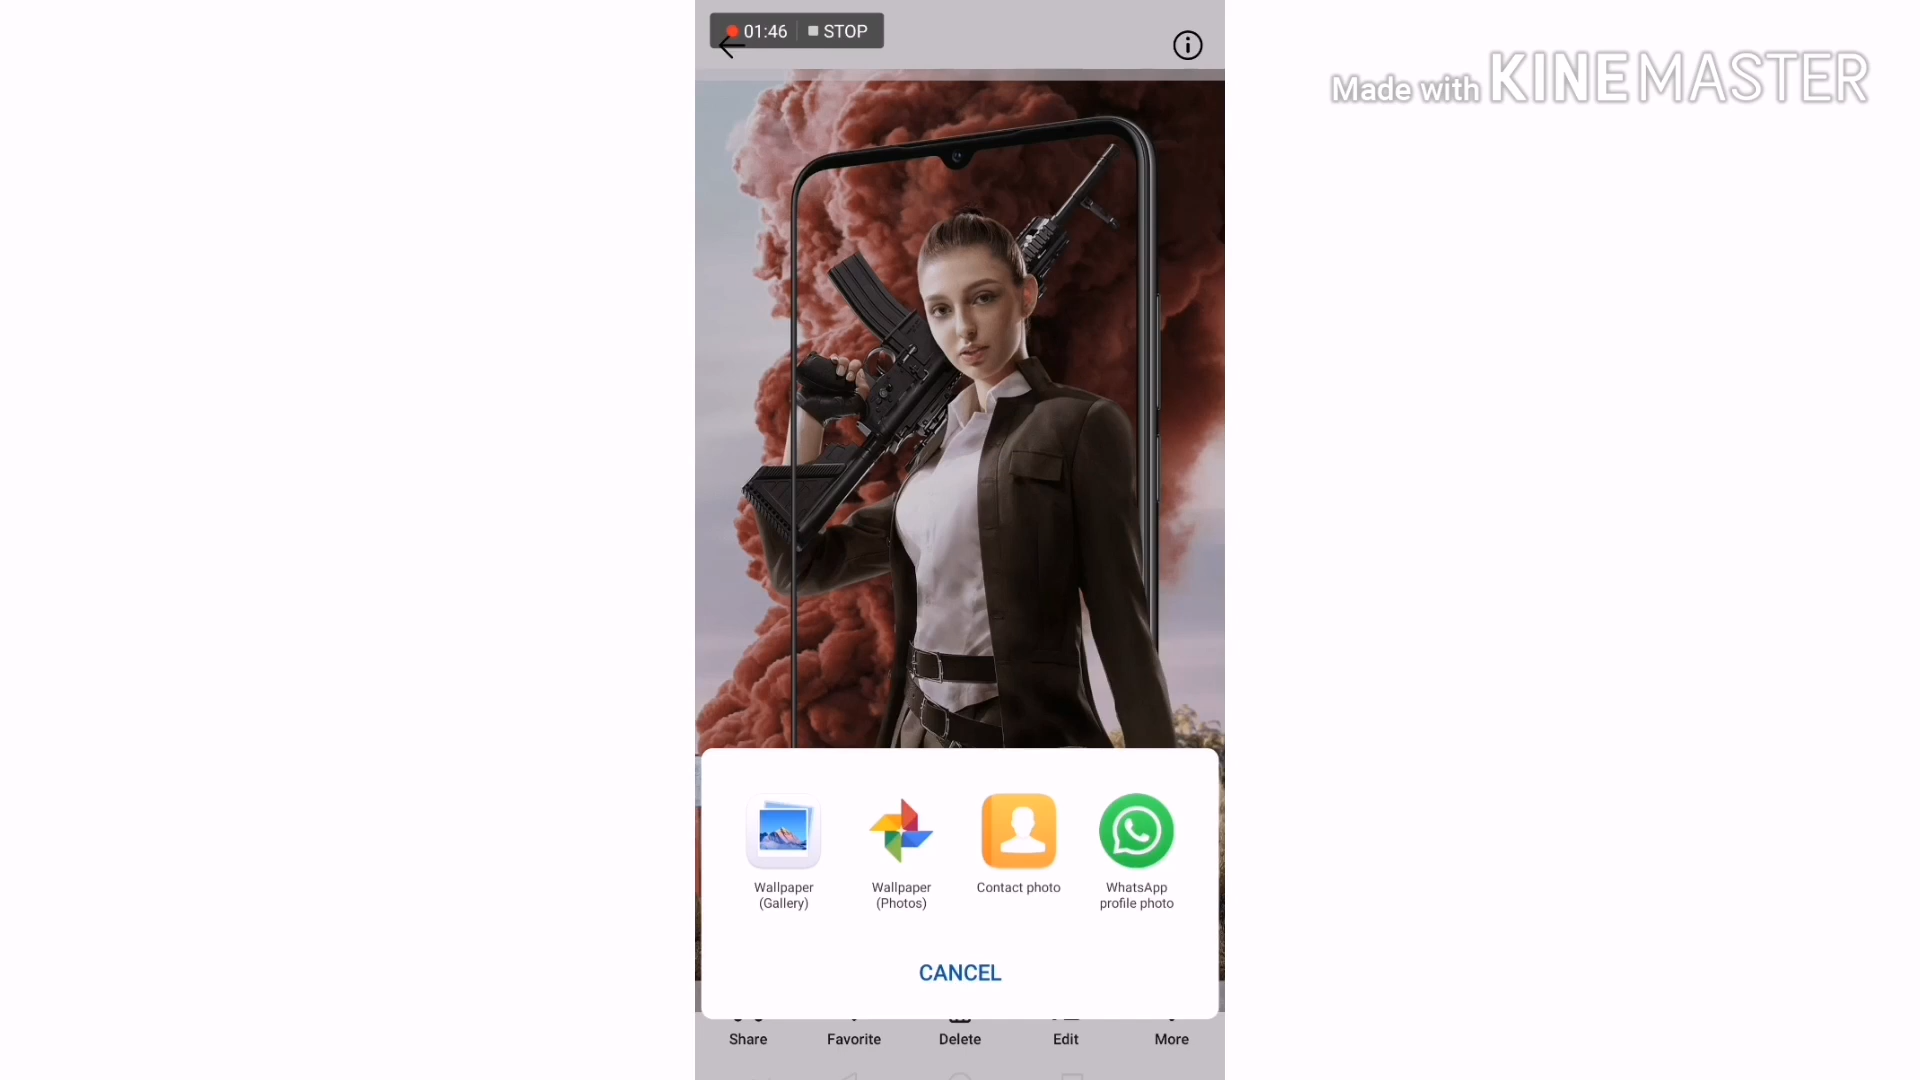 01:46 STOP
Made with KINEMASTER
Wallpaper
(Gallery)
Wallpaper
(Photos)
Contact photo
WhatsApp
profile photo
CANCEL
Share
Favorite
Delete
Edit
More